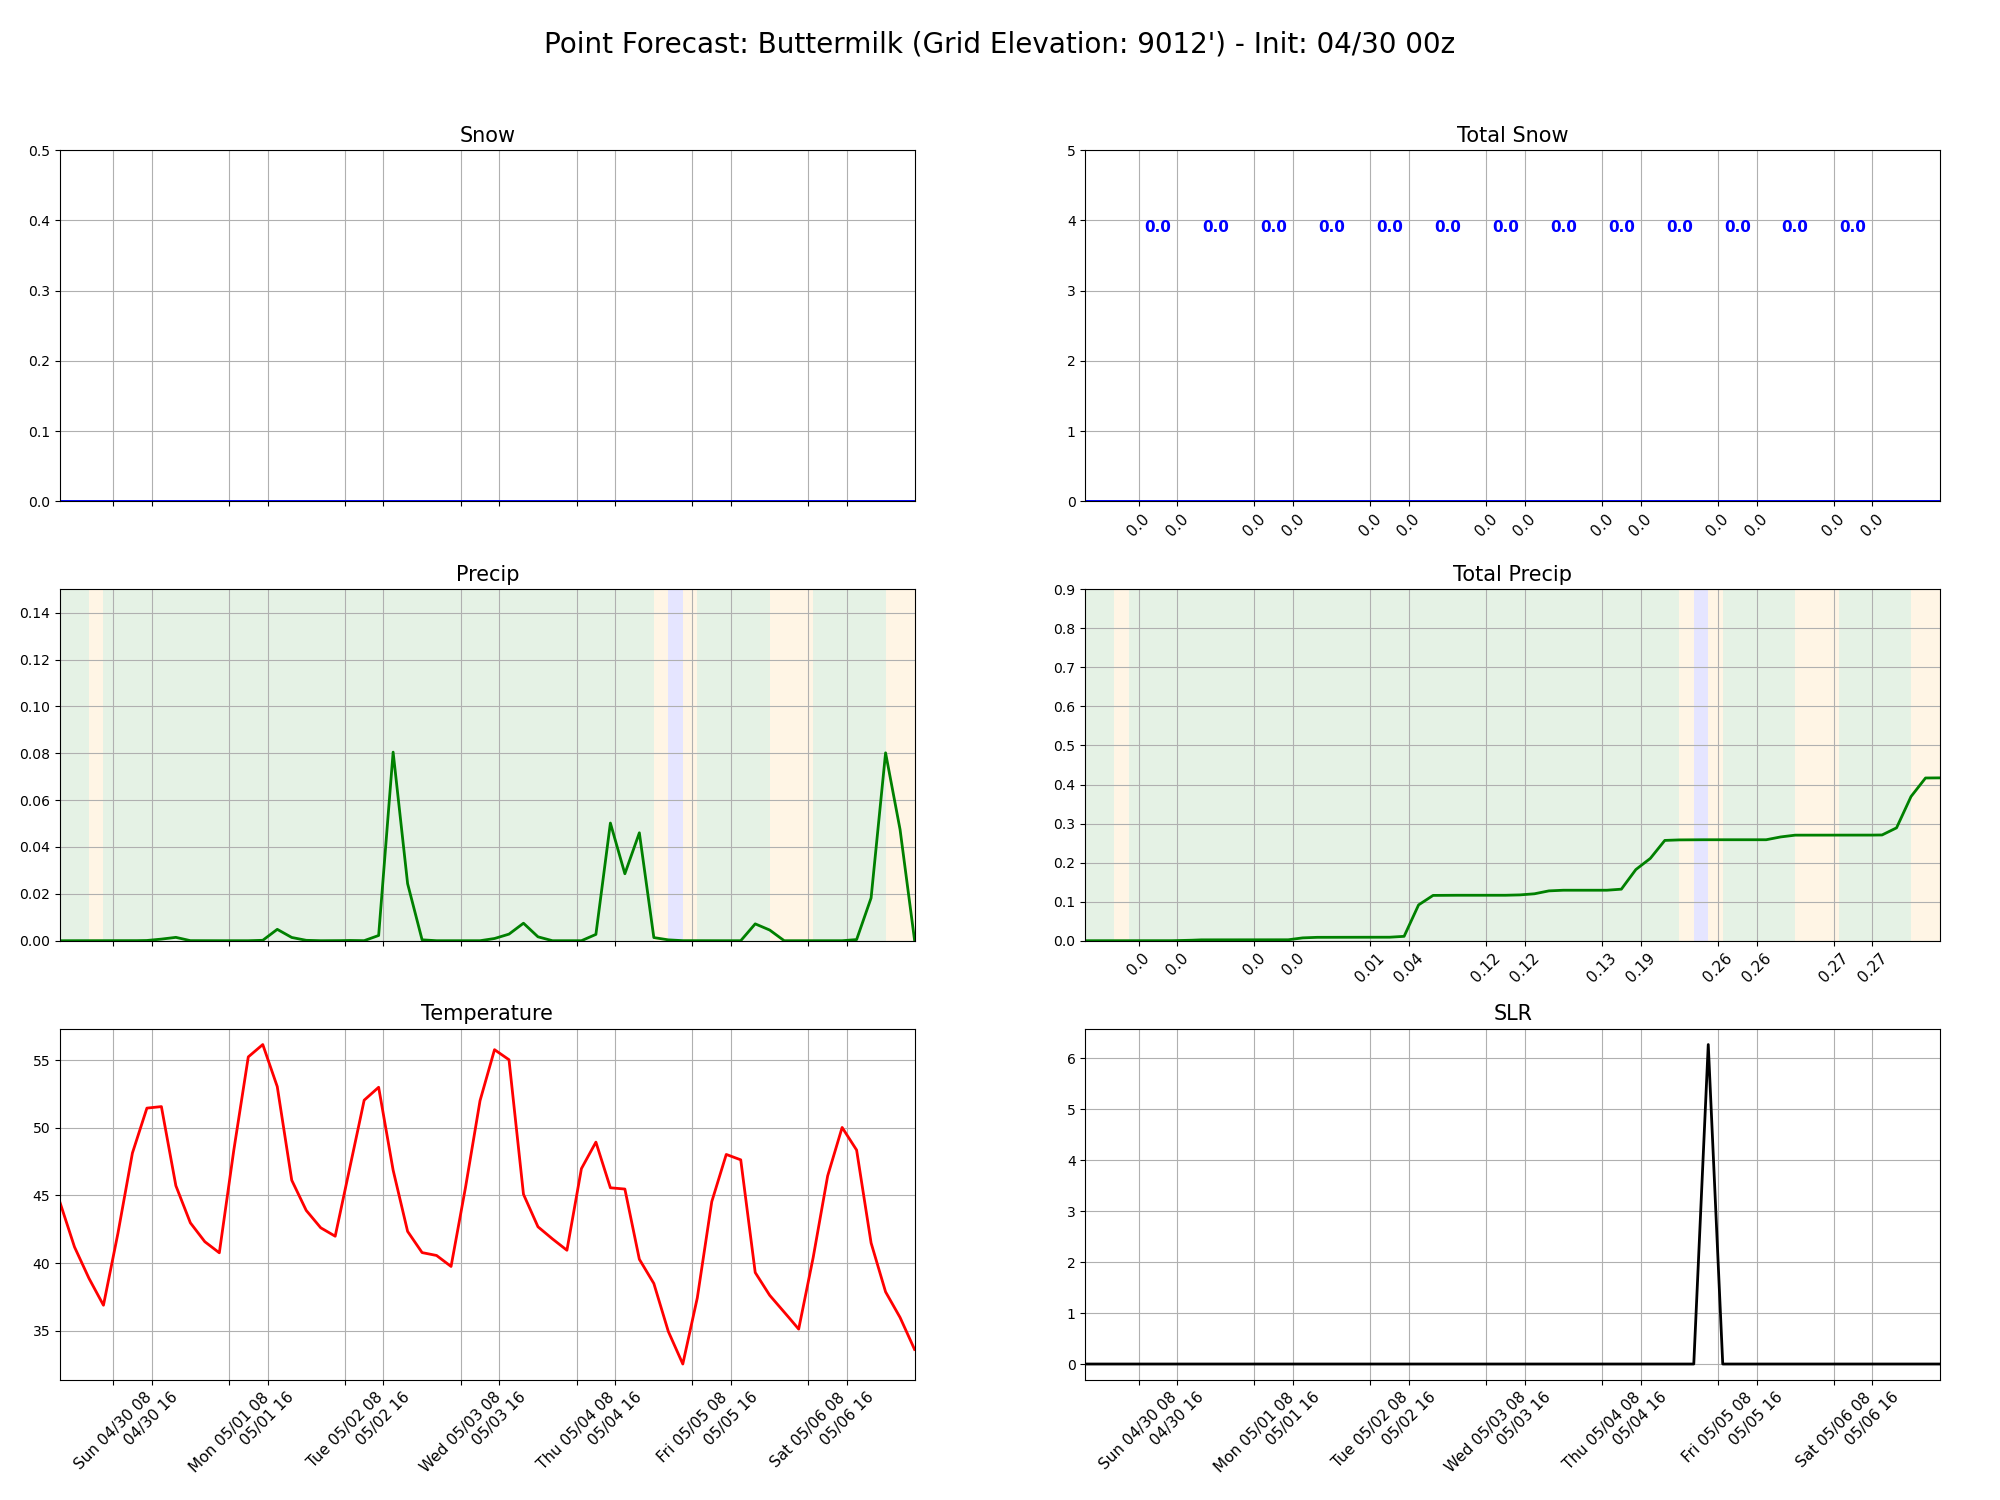 Point Forecast: Buttermilk (Grid Elevation: 9012') - Init: 04/30 00z
Snow
0.5
0.4
0.3
0.2
0.1
0.0
Total Snow
5
4
3
2
1
0
0.0 0.0 0.0 0.0 0.0 0.0 0.0 0.0 0.0 0.0 0.0 0.0 0.0
0.0 0.0 0.0 0.0 0.0 0.0 0.0 0.0 0.0 0.0 0.0 0.0 0.0 0.0
Precip
0.14
0.12
0.10
0.08
0.06
0.04
0.02
0.00
Total Precip
0.9
0.8
0.7
0.6
0.5
0.4
0.3
0.2
0.1
0.0
0.0 0.0 0.0 0.0 0.01 0.04 0.12 0.12 0.13 0.19 0.26 0.26 0.27 0.27
Temperature
55
50
45
40
35
Sun 04/30 08
04/30 16
Mon 05/01 08
05/01 16
Tue 05/02 08
05/02 16
Wed 05/03 08
05/03 16
Thu 05/04 08
05/04 16
Fri 05/05 08
05/05 16
Sat 05/06 08
05/06 16
SLR
6
5
4
3
2
1
0
Sun 04/30 08
04/30 16
Mon 05/01 08
05/01 16
Tue 05/02 08
05/02 16
Wed 05/03 08
05/03 16
Thu 05/04 08
05/04 16
Fri 05/05 08
05/05 16
Sat 05/06 08
05/06 16